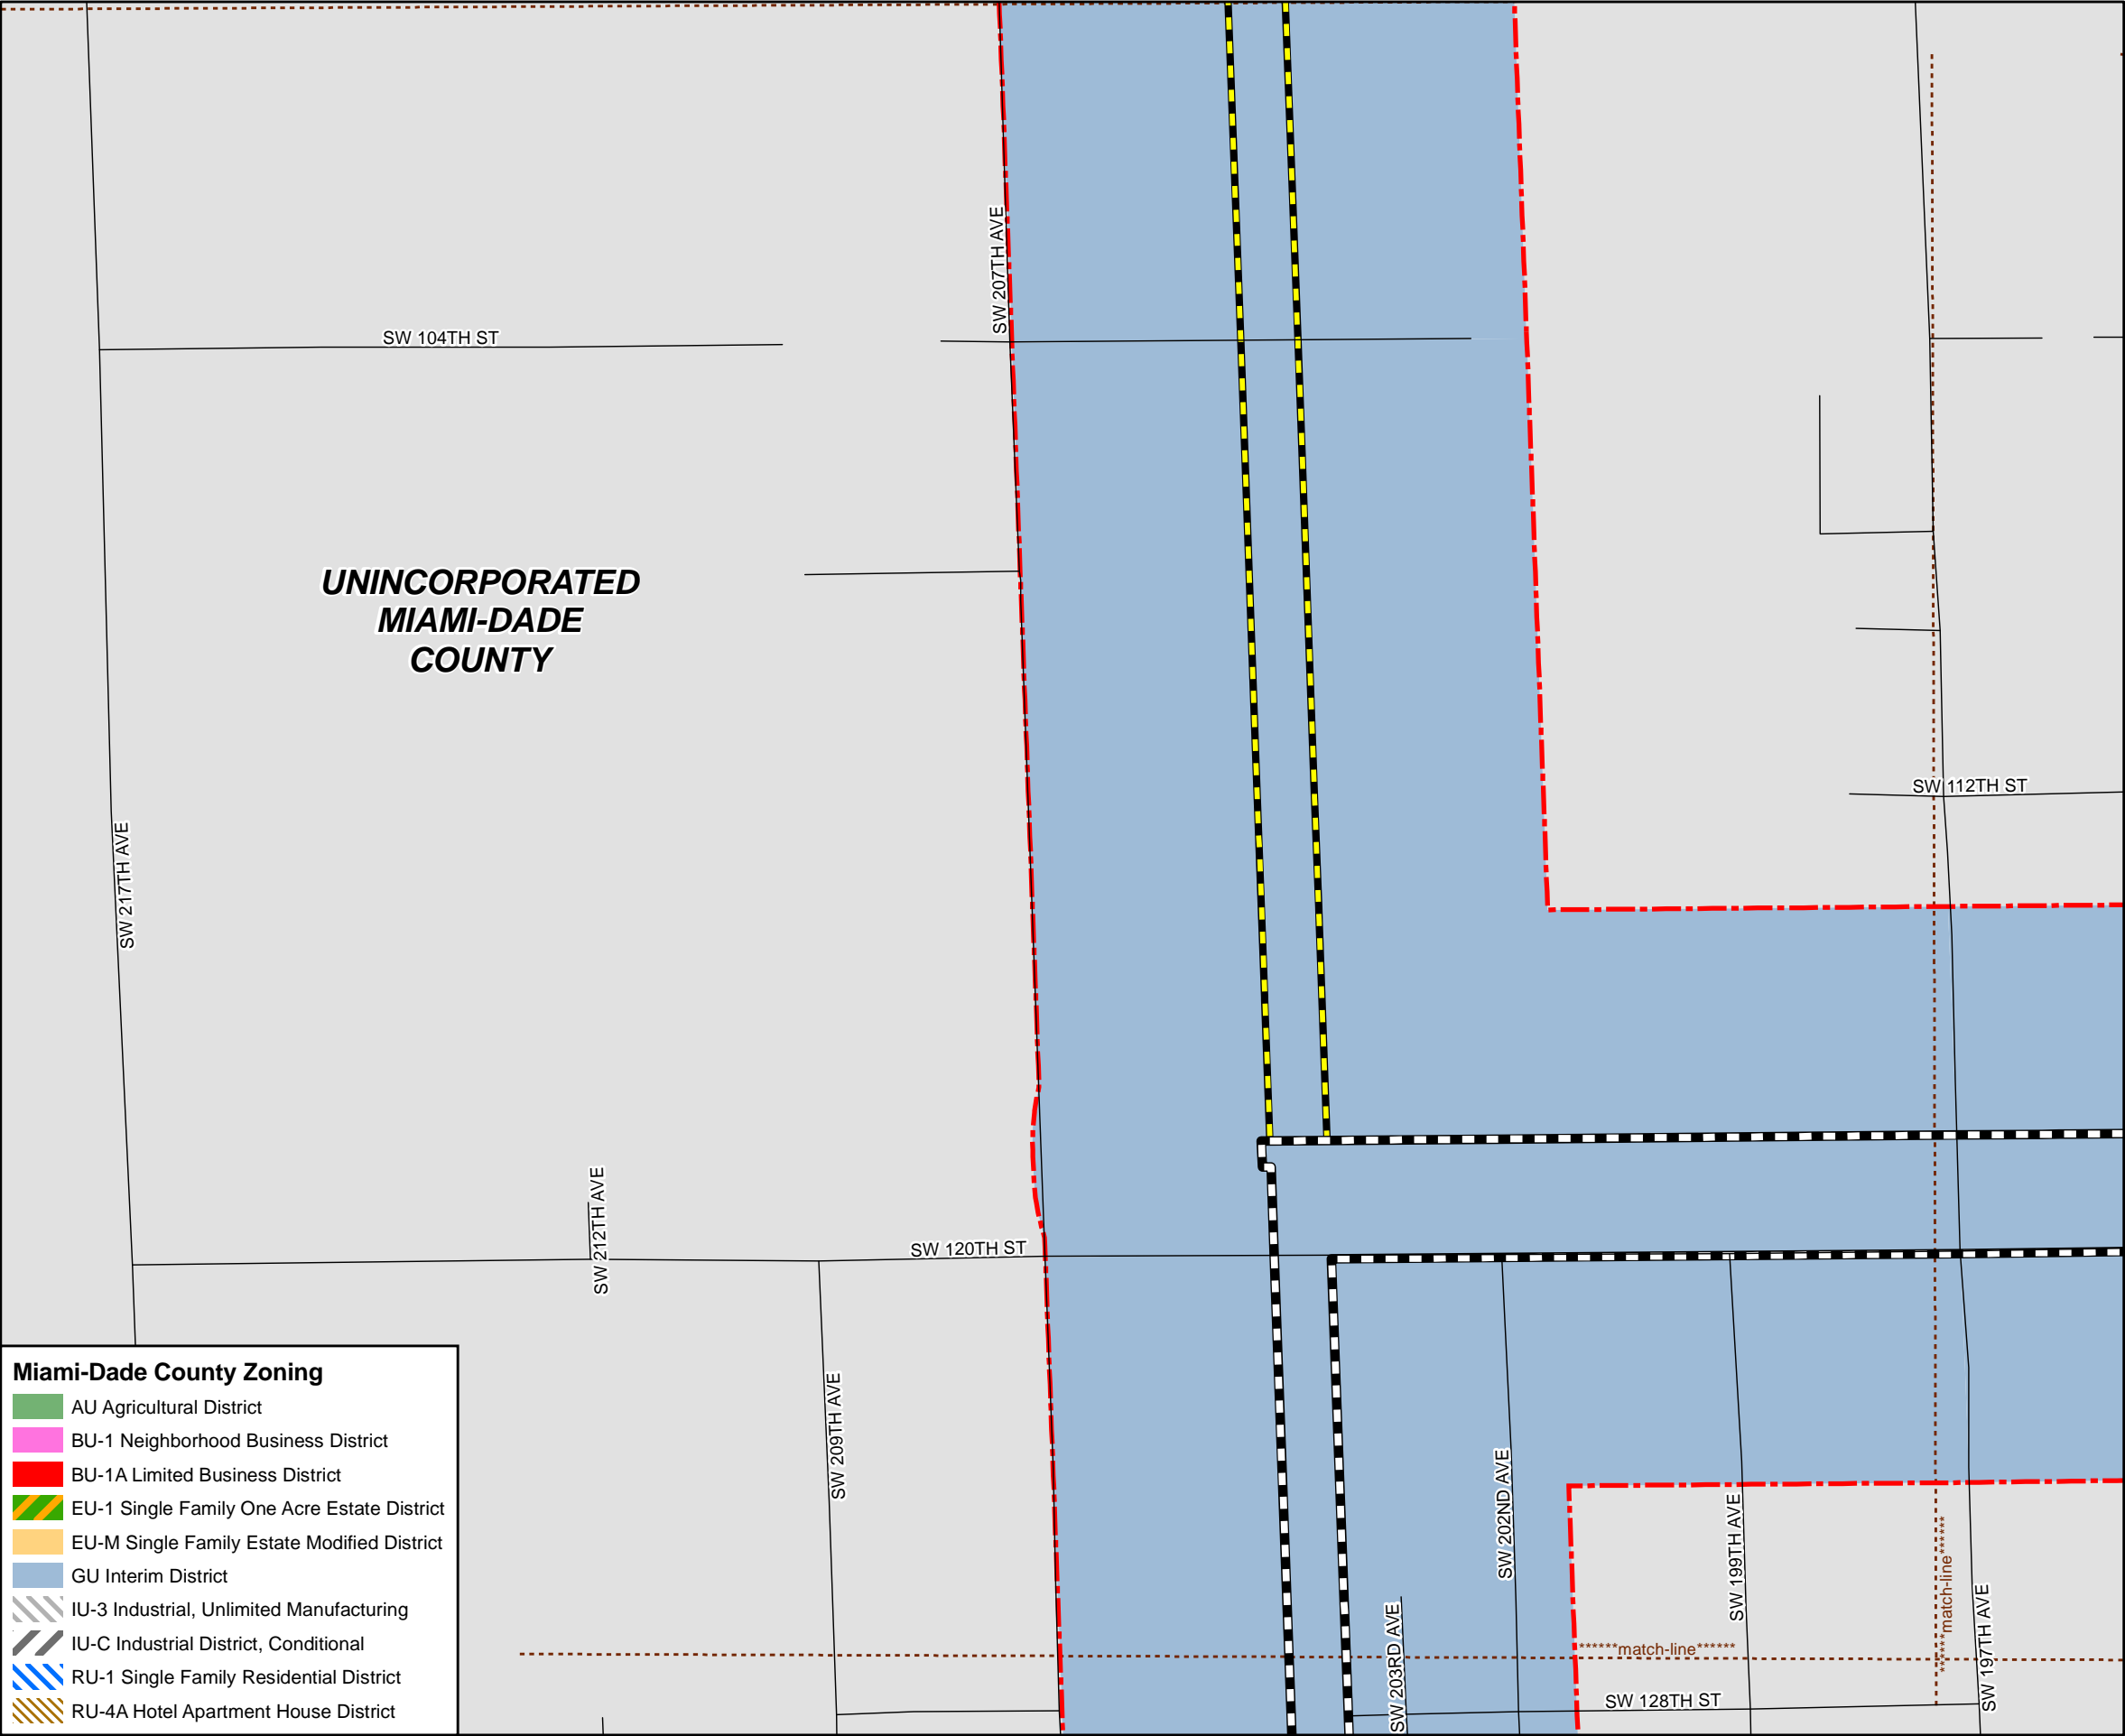 SW 207TH AVE
SW 104TH ST
UNINCORPORATED
MIAMI-DADE
COUNTY
SW 112TH ST
SW 217TH AVE
SW 212TH AVE
SW 120TH ST
SW 209TH AVE
SW 202ND AVE
SW 199TH AVE
******match-line******
SW 197TH AVE
SW 203RD AVE
******match-line******
SW 128TH ST
Miami-Dade County Zoning
AU Agricultural District
BU-1 Neighborhood Business District
BU-1A Limited Business District
EU-1 Single Family One Acre Estate District
EU-M Single Family Estate Modified District
GU Interim District
IU-3 Industrial, Unlimited Manufacturing
IU-C Industrial District, Conditional
RU-1 Single Family Residential District
RU-4A Hotel Apartment House District